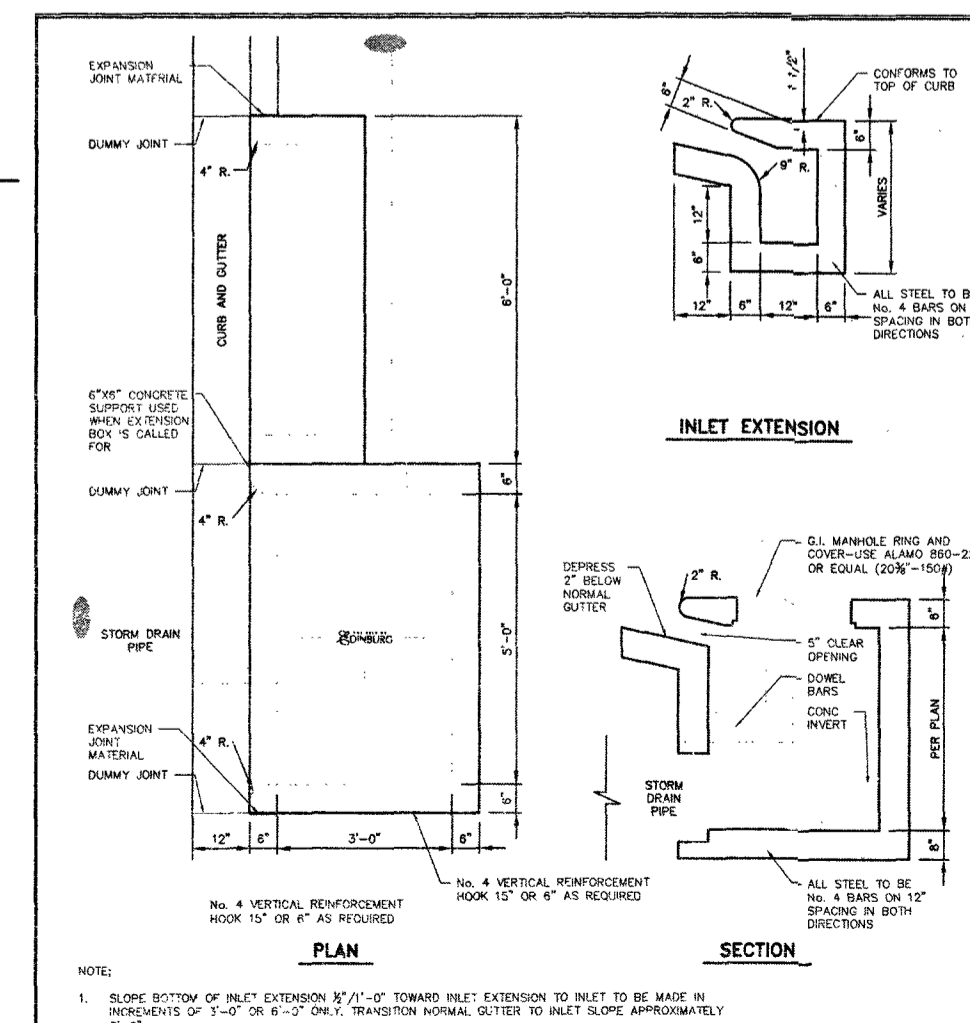 EXPANSION
JOINT MATERIAL
DUMMY JOINT
4" R.
CURB AND GUTTER
6'-0"
6"X6" CONCRETE
SUPPORT USED
WHEN EXTENSION
BOX 'S CALLED
FOR
DUMMY JOINT
4" R.
6"
STORM DRAIN
PIPE
EDINBURG
5'-0"
EXPANSION
JOINT
MATERIAL
4" R.
DUMMY JOINT
6"
12" 6" 3'-0" 6"
No. 4 VERTICAL REINFORCEMENT
HOOK 15" OR 6" AS REQUIRED
No. 4 VERTICAL REINFORCEMENT
HOOK 15" OR 6" AS REQUIRED
PLAN
6"
2" R.
1 1/2"
CONFORMS TO
TOP OF CURB
6"
9" R.
VARIES
12"
6"
12" 6" 12" 6"
ALL STEEL TO B
No. 4 BARS ON
SPACING IN BOT
DIRECTIONS
INLET EXTENSION
G.I. MANHOLE RING AND
COVER-USE ALAMO 860-2
OR EQUAL (20⅝"-150#)
DEPRESS
2" BELOW
NORMAL
GUTTER
2" R.
6"
5" CLEAR
OPENING
DOWEL
BARS
CONC
INVERT
PER PLAN
STORM
DRAIN
PIPE
8"
ALL STEEL TO BE
No. 4 BARS ON 12"
SPACING IN BOTH
DIRECTIONS
SECTION
NOTE;
1. SLOPE BOTTOM OF INLET EXTENSION ½"/1'-0" TOWARD INLET EXTENSION TO INLET TO BE MADE IN
INCREMENTS OF 3'-0" OR 6'-0" ONLY. TRANSITION NORMAL GUTTER TO INLET SLOPE APPROXIMATELY